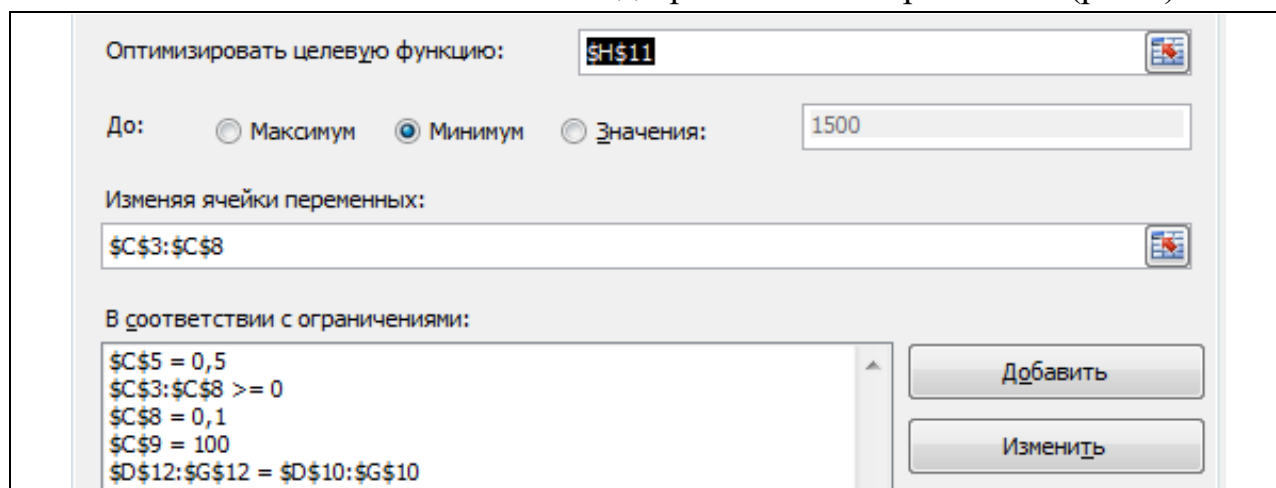 Оптимизировать целевую функцию: $H$11
До: Максимум Минимум Значения: 1500
Изменяя ячейки переменных:
$C$3:$C$8
В соответствии с ограничениями:
$C$5 = 0,5
$C$3:$C$8 >= 0
$C$8 = 0,1
$C$9 = 100
$D$12:$G$12 = $D$10:$G$10
Добавить
Изменить